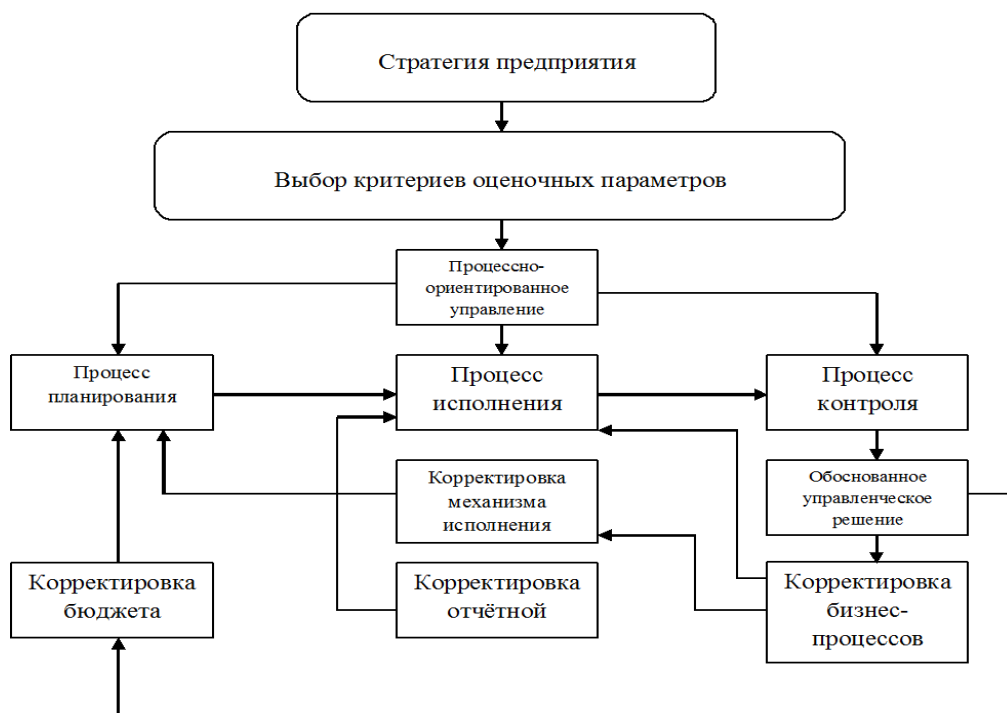 Стратегия предприятия
Выбор критериев оценочных параметров
Процессно-
ориентированное
управление
Процесс
планирования
Процесс
исполнения
Процесс
контроля
Корректировка
механизма
исполнения
Обоснованное
управленческое
решение
Корректировка
бюджета
Корректировка
отчётной
Корректировка
бизнес-
процессов